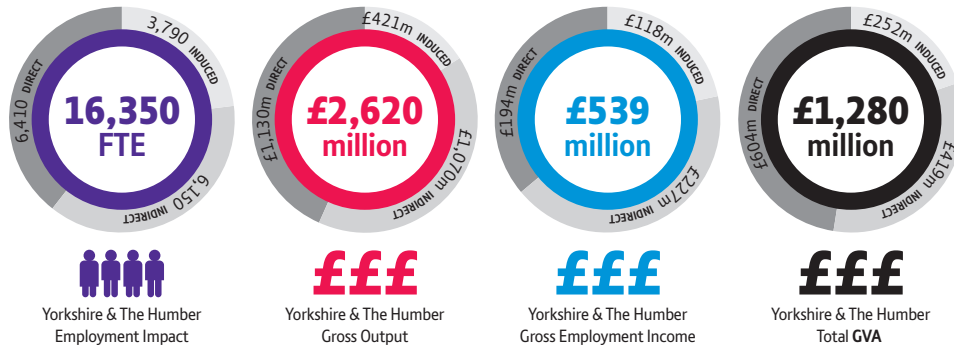 3,790 INDUCED
6,410 DIRECT
16,350
FTE
6,150
INDIRECT
Yorkshire & The Humber
Employment Impact
£421m INDUCED
£1,130m DIRECT
£2,620
million
£1,070m INDIRECT
£££
Yorkshire & The Humber
Gross Output
£118m INDUCED
£194m DIRECT
£539
million
£227m
INDIRECT
£££
Yorkshire & The Humber
Gross Employment Income
£252m INDUCED
£604m DIRECT
£1,280
million
£419m
INDIRECT
£££
Yorkshire & The Humber
Total GVA